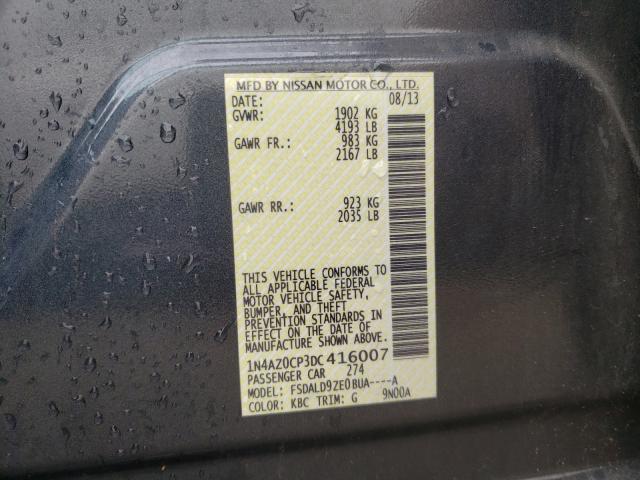 MFD BY NISSAN MOTOR CO., LTD.
DATE: 08/13
GVWR: 1902 KG
4193 LB
GAWR FR.: 983 KG
2167 LB
GAWR RR.: 923 KG
2035 LB
THIS VEHICLE CONFORMS TO
ALL APPLICABLE FEDERAL
MOTOR VEHICLE SAFETY,
BUMPER, AND THEFT
PREVENTION STANDARDS IN
EFFECT ON THE DATE OF
MANUFACTURE SHOWN ABOVE.
1N4AZ0CP3DC416007
PASSENGER CAR 274
MODEL: FSDALD9ZE0BUA----A
COLOR: KBC TRIM: G 9N00A